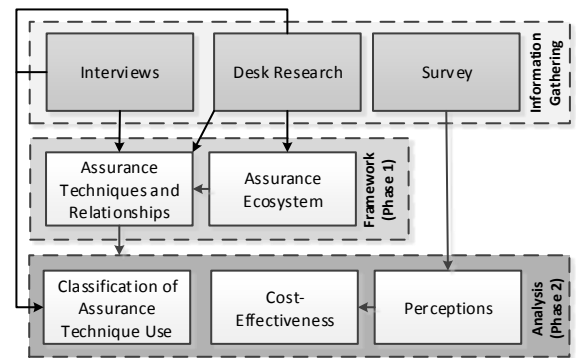 Interviews
Desk Research
Survey
Information
Gathering
Assurance
Techniques and
Relationships
Assurance
Ecosystem
Framework
(Phase 1)
Classification of
Assurance
Technique Use
Cost-
Effectiveness
Perceptions
Analysis
(Phase 2)